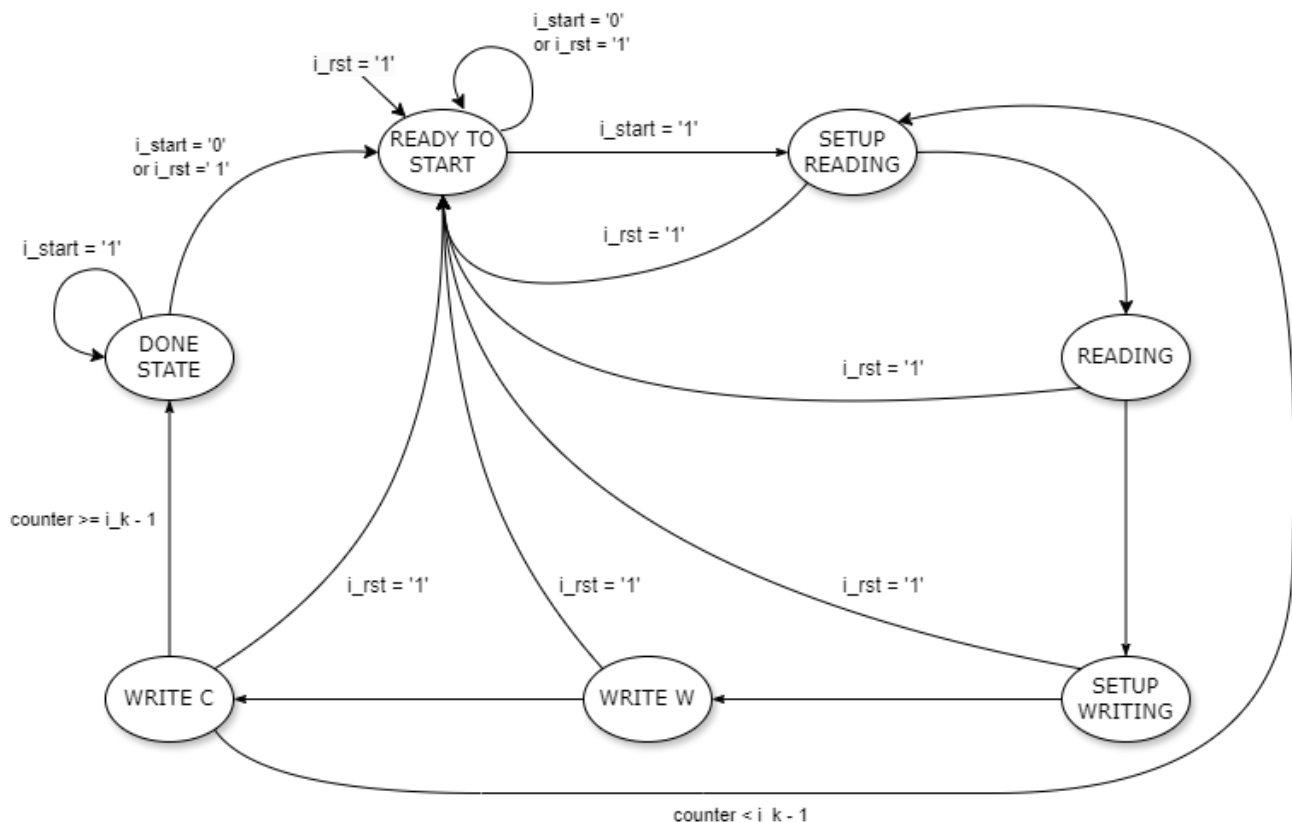 i_start = '0'
or i_rst = '1'
i_rst = '1'
READY TO
START
i_start = '1'
SETUP
READING
i_start = '0'
or i_rst =' 1'
i_rst = '1'
i_start = '1'
DONE
STATE
READING
i_rst = '1'
counter >= i_k - 1
i_rst = '1'
i_rst = '1'
i_rst = '1'
WRITE C
WRITE W
SETUP
WRITING
counter < i_k - 1